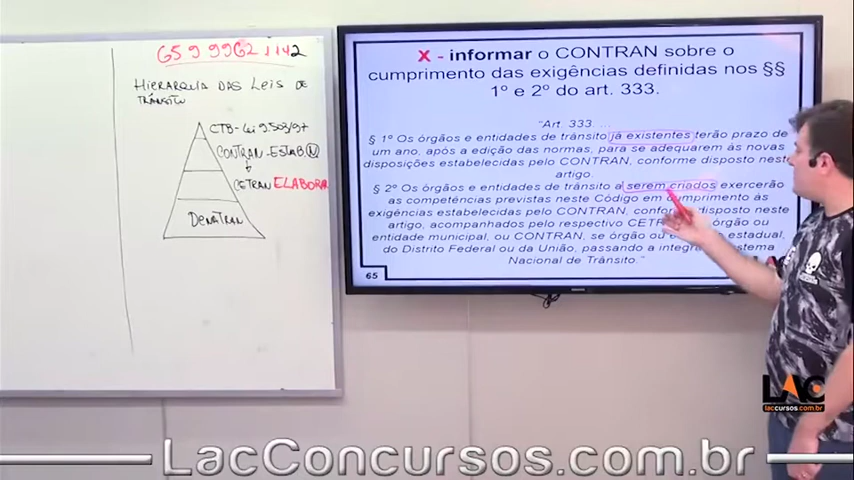 65 9 9962 1142
HIERARQUIA DAS LEIS DE
TRÂNSITO
CTB - Lei 9.503/97
CONTRAN - ESTAB. N
CETRAN ELABORAR
DENATRAN
X - informar o CONTRAN sobre o
cumprimento das exigências definidas nos §§
1º e 2º do art. 333.
"Art. 333. ...
§ 1º Os órgãos e entidades de trânsito já existentes terão prazo de
um ano, após a edição das normas, para se adequarem às novas
disposições estabelecidas pelo CONTRAN, conforme disposto neste
artigo.
§ 2º Os órgãos e entidades de trânsito a serem criados exercerão
as competências previstas neste Código em cumprimento às
exigências estabelecidas pelo CONTRAN, disposto neste
artigo, acompanhados pelo respectivo órgão ou
entidade municipal, ou CONTRAN, se órgão ou estadual,
do Distrito Federal ou da União, passando a integrar o Sistema
Nacional de Trânsito."
65
LAC
laccursos.com.br
LacConcursos.com.br